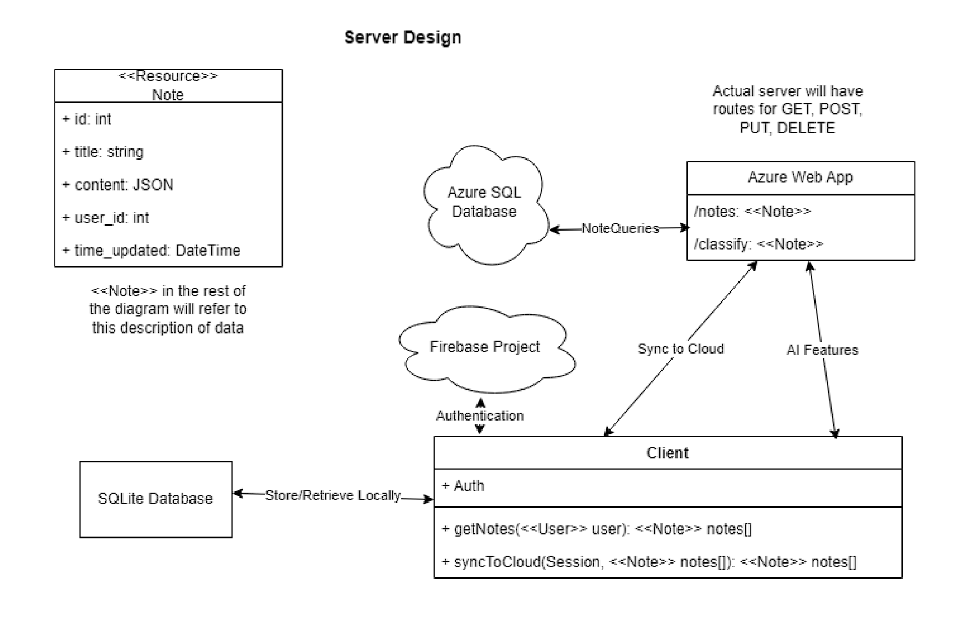 Server Design
<<Resource>>
Note
+ id: int
+ title: string
+ content: JSON
+ user_id: int
+ time_updated: DateTime
<<Note>> in the rest of
the diagram will refer to
this description of data
Actual server will have
routes for GET, POST,
PUT, DELETE
Azure SQL
Database
NoteQueries
Azure Web App
/notes: <<Note>>
/classify: <<Note>>
Firebase Project
Sync to Cloud
AI Features
Authentication
SQLite Database
Store/Retrieve Locally
Client
+ Auth
+ getNotes(<<User>> user): <<Note>> notes[]
+ syncToCloud(Session, <<Note>> notes[]): <<Note>> notes[]